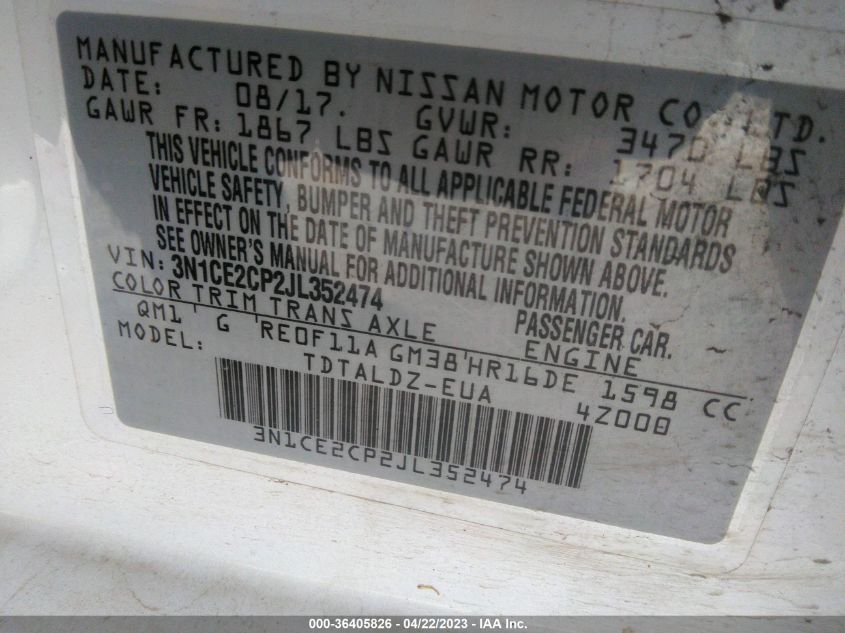 MANUFACTURED BY NISSAN MOTOR CO., LTD.
DATE: 08/17. GVWR: 3470 LBS
GAWR FR: 1867 LBS GAWR RR: 1704 LBS
THIS VEHICLE CONFORMS TO ALL APPLICABLE FEDERAL MOTOR
VEHICLE SAFETY, BUMPER AND THEFT PREVENTION STANDARDS
IN EFFECT ON THE DATE OF MANUFACTURE SHOWN ABOVE.
SEE OWNER'S MANUAL FOR ADDITIONAL INFORMATION.
VIN: 3N1CE2CP2JL352474 PASSENGER CAR.
COLOR TRIM TRANS AXLE ENGINE
QM1 G RE0F11A GM38 HR16DE 1598 CC
MODEL: TDTALDZ-EUA 4Z008
3N1CE2CP2JL352474
000-36405826 - 04/22/2023 - IAA Inc.